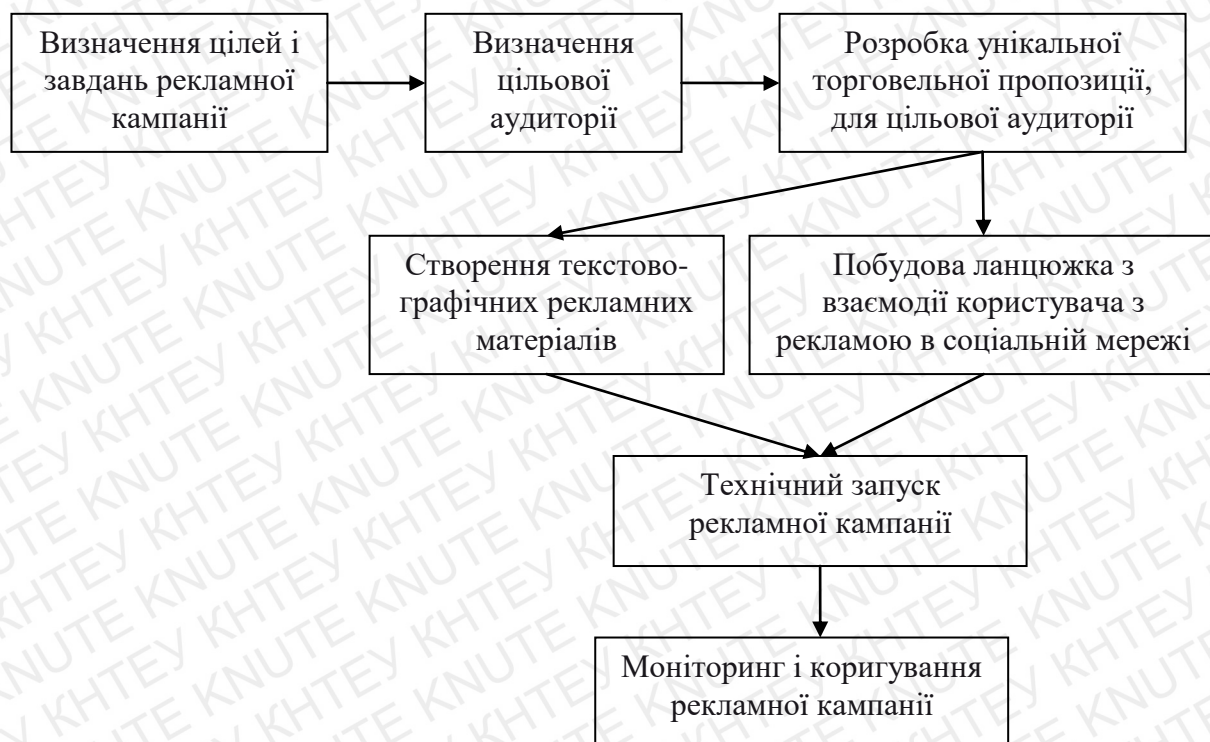 Визначення цілей і
завдань рекламної
кампанії
Визначення
цільової
аудиторії
Розробка унікальної
торговельної пропозиції,
для цільової аудиторії
Створення текстово-
графічних рекламних
матеріалів
Побудова ланцюжка з
взаємодії користувача з
рекламою в соціальній мережі
Технічний запуск
рекламної кампанії
Моніторинг і коригування
рекламної кампанії